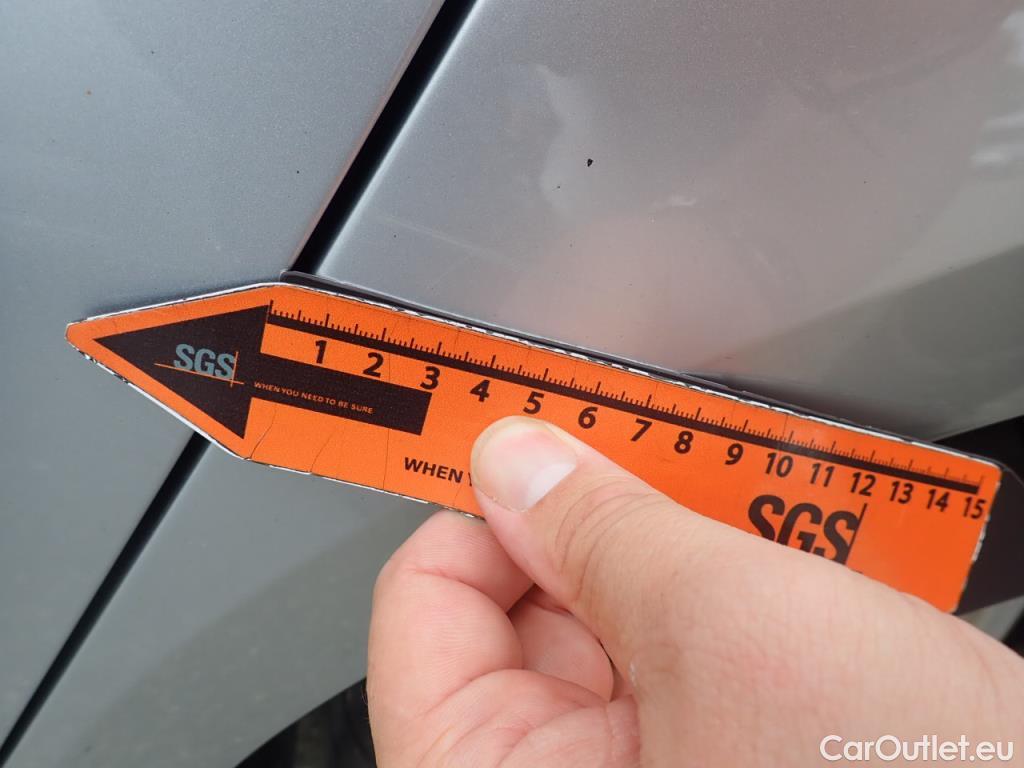 SGS
WHEN YOU NEED TO BE SURE
1 2 3 4 5 6 7 8 9 10 11 12 13 14 15
WHEN
SGS
CarOutlet.eu